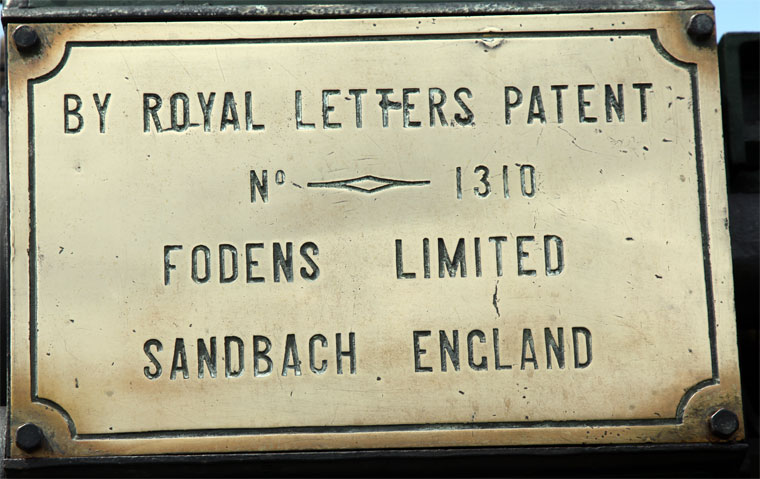 BY ROYAL LETTERS PATENT
Nº 1310
FODENS LIMITED
SANDBACH ENGLAND